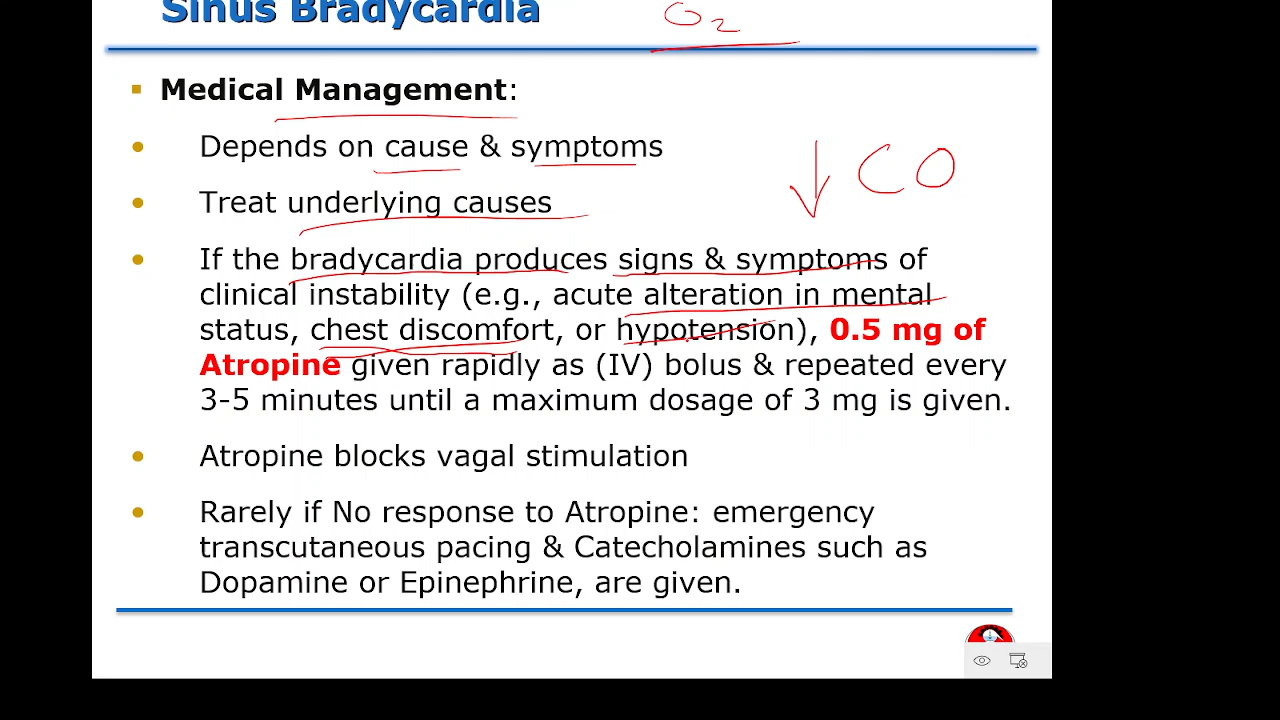 Sinus Bradycardia
O2
Medical Management:
Depends on cause & symptoms
Treat underlying causes
↓ CO
If the bradycardia produces signs & symptoms of
clinical instability (e.g., acute alteration in mental
status, chest discomfort, or hypotension), 0.5 mg of
Atropine given rapidly as (IV) bolus & repeated every
3-5 minutes until a maximum dosage of 3 mg is given.
Atropine blocks vagal stimulation
Rarely if No response to Atropine: emergency
transcutaneous pacing & Catecholamines such as
Dopamine or Epinephrine, are given.